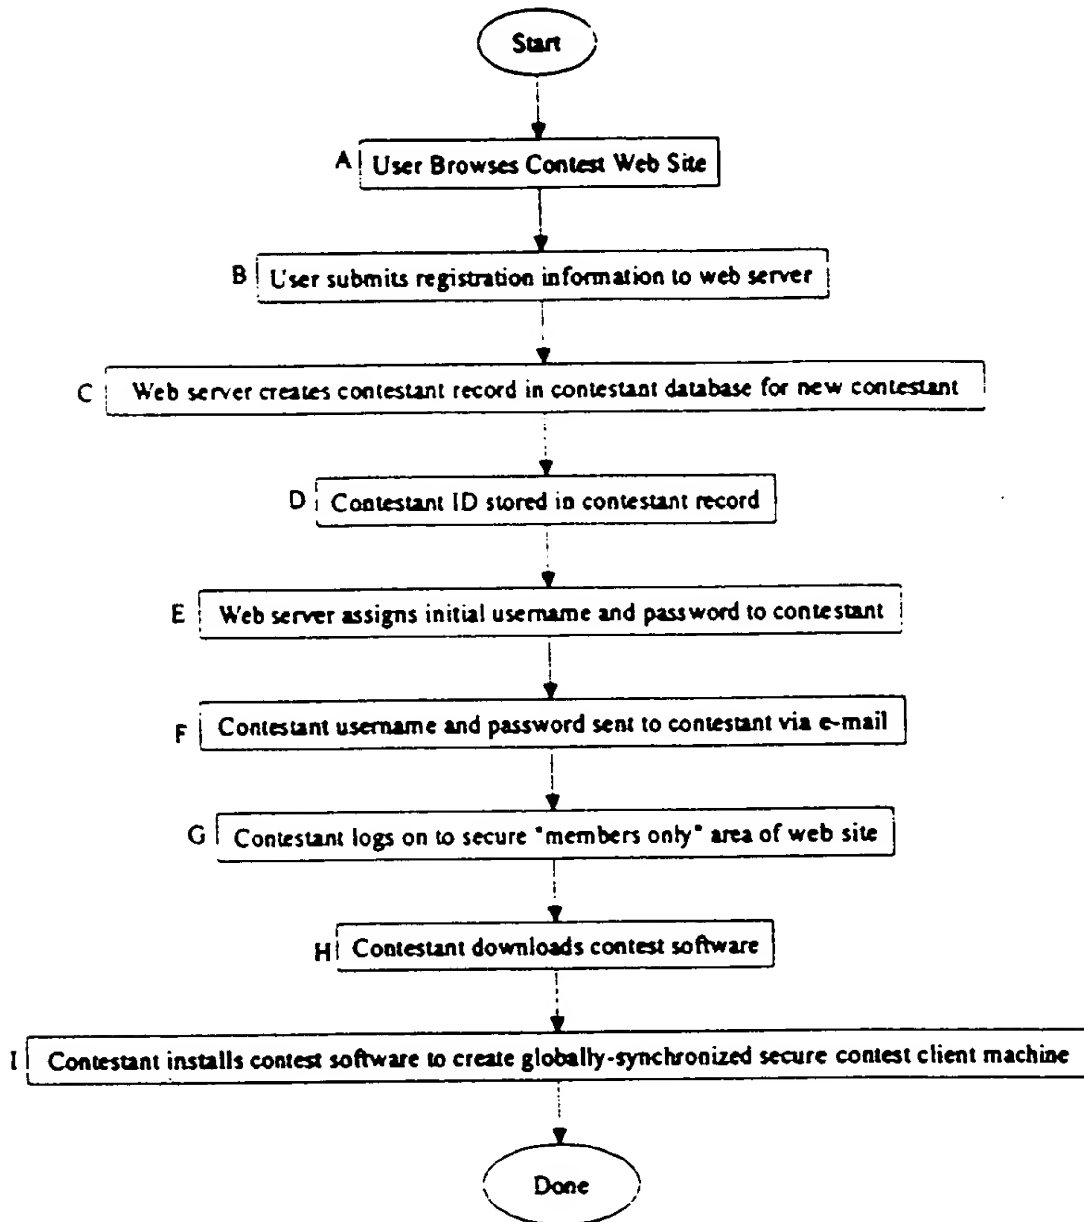 Start
A User Browses Contest Web Site
B User submits registration information to web server
C Web server creates contestant record in contestant database for new contestant
D Contestant ID stored in contestant record
E Web server assigns initial username and password to contestant
F Contestant username and password sent to contestant via e-mail
G Contestant logs on to secure "members only" area of web site
H Contestant downloads contest software
I Contestant installs contest software to create globally-synchronized secure contest client machine
Done